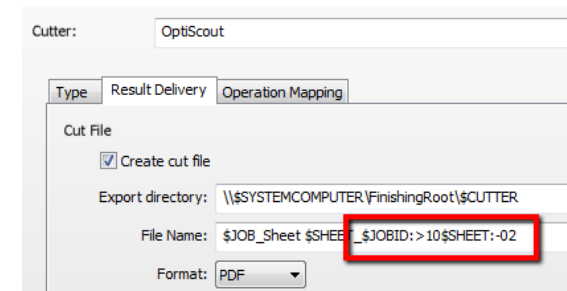 Cutter: OptiScout
Type Result Delivery Operation Mapping
Cut File
Create cut file
Export directory: \\$SYSTEMCOMPUTER\FinishingRoot\$CUTTER
File Name: $JOB_Sheet $SHEET_$JOBID:>10$SHEET:-02
Format: PDF